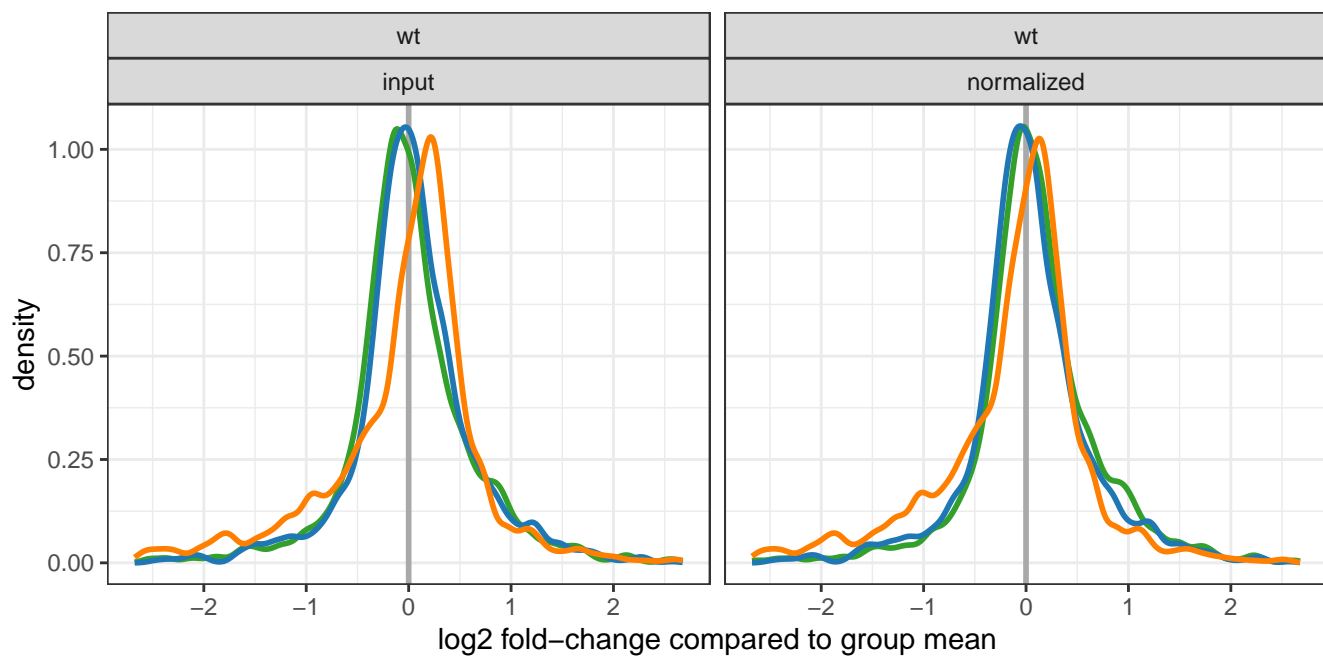 wt
wt
input
normalized
density
1.00
0.75
0.50
0.25
0.00
−2
−1
0
1
2
−2
−1
0
1
2
log2 fold−change compared to group mean